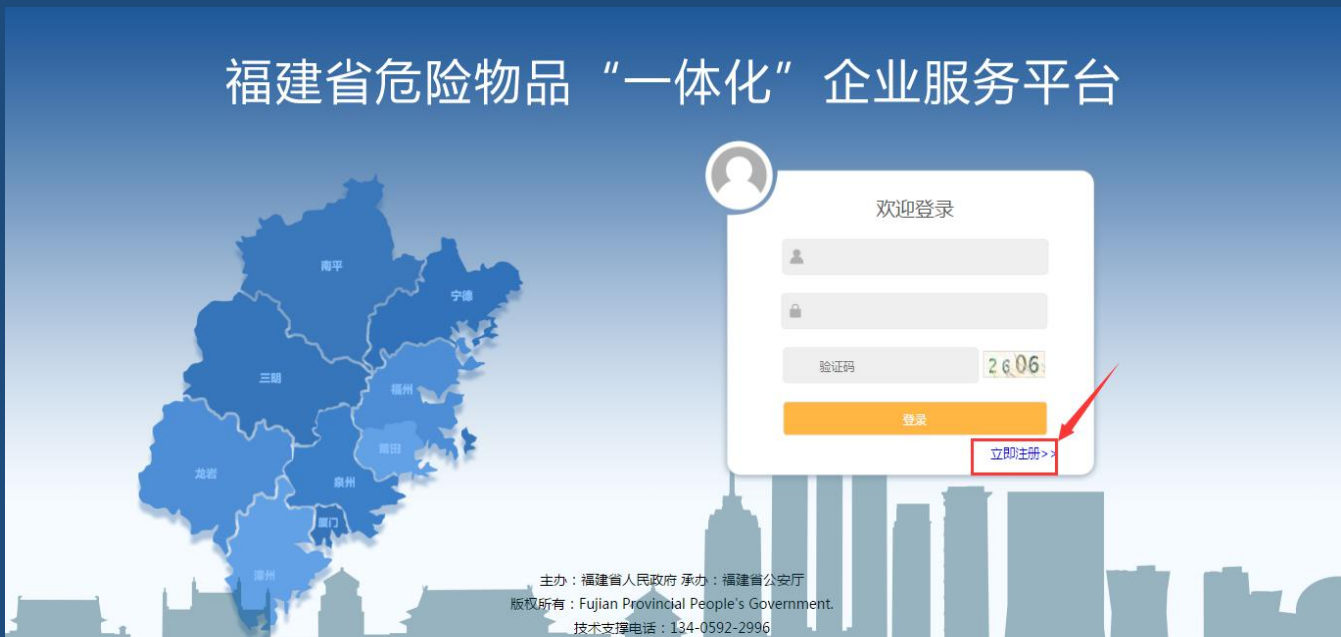 福建省危险物品“一体化”企业服务平台
欢迎登录
验证码
2606
登录
立即注册>>
南平
宁德
三明
福州
莆田
龙岩
泉州
厦门
漳州
主办：福建省人民政府 承办：福建省公安厅
版权所有：Fujian Provincial People's Government.
技术支撑电话：134-0592-2996